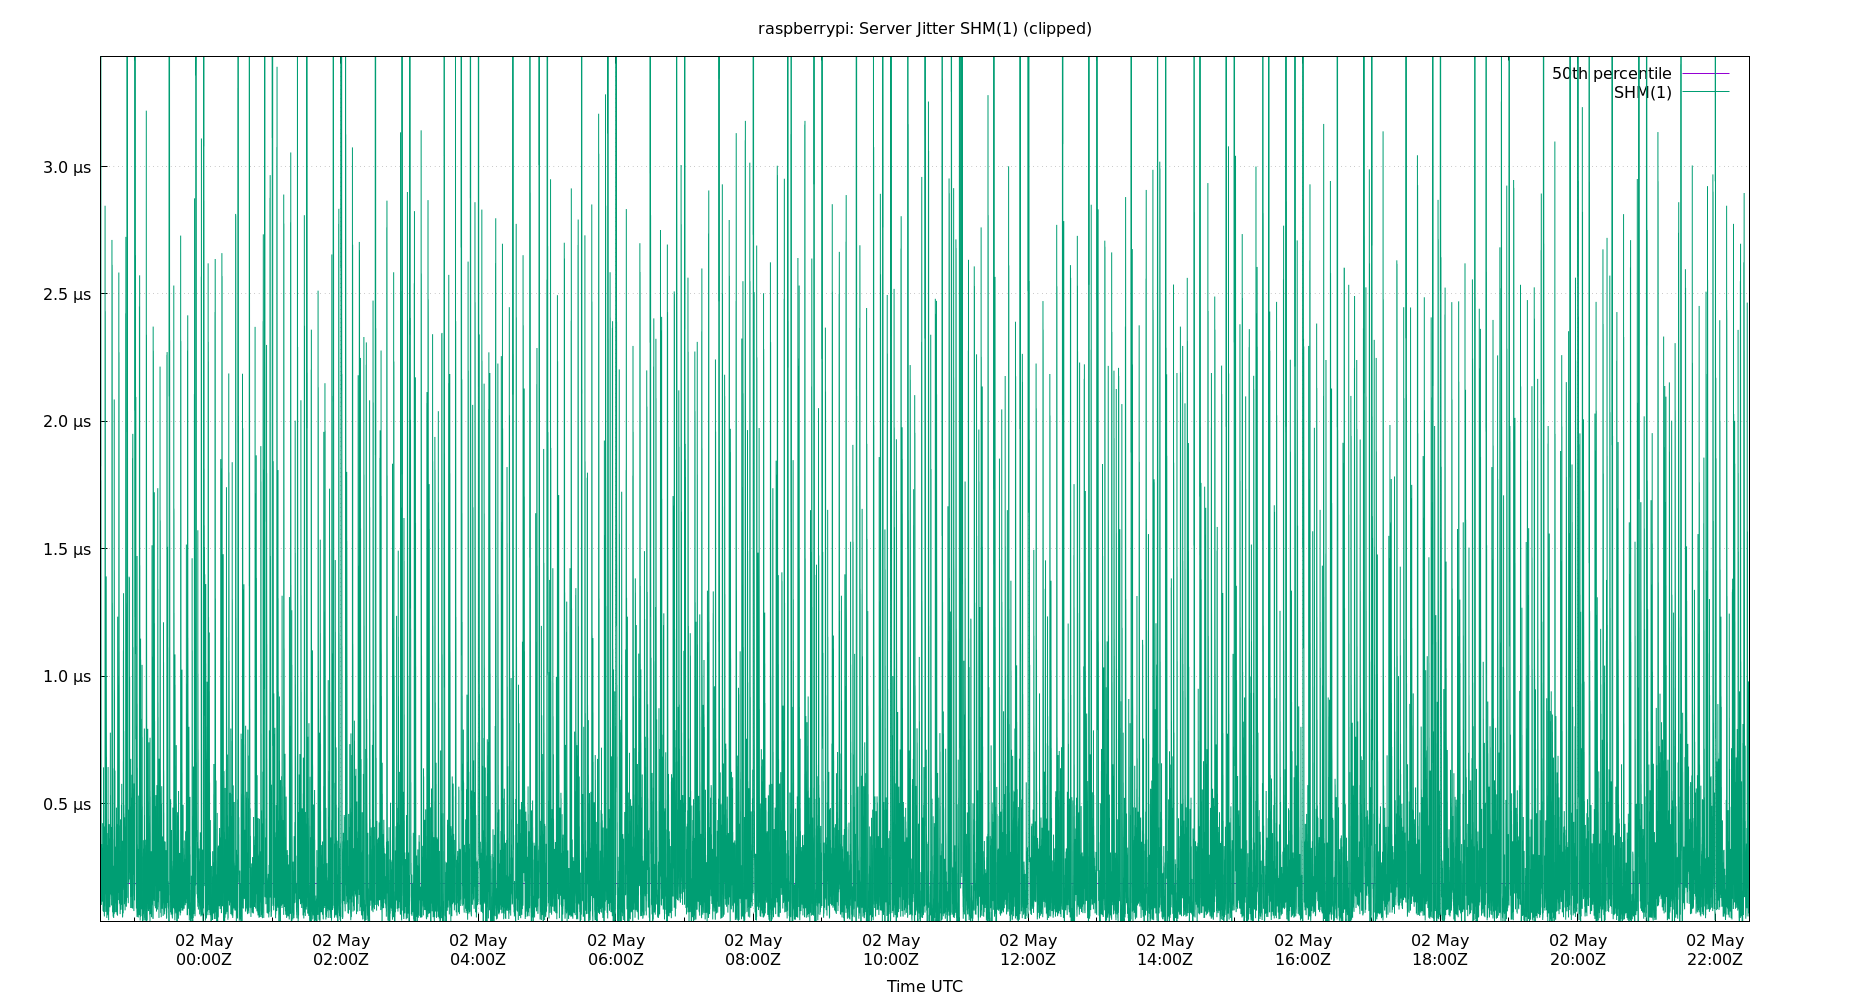 raspberrypi: Server Jitter SHM(1) (clipped)
50th percentile
SHM(1)
3.0 µs
2.5 µs
2.0 µs
1.5 µs
1.0 µs
0.5 µs
02 May 02 May 02 May 02 May 02 May 02 May 02 May 02 May 02 May 02 May 02 May 02 May
00:00Z 02:00Z 04:00Z 06:00Z 08:00Z 10:00Z 12:00Z 14:00Z 16:00Z 18:00Z 20:00Z 22:00Z
Time UTC